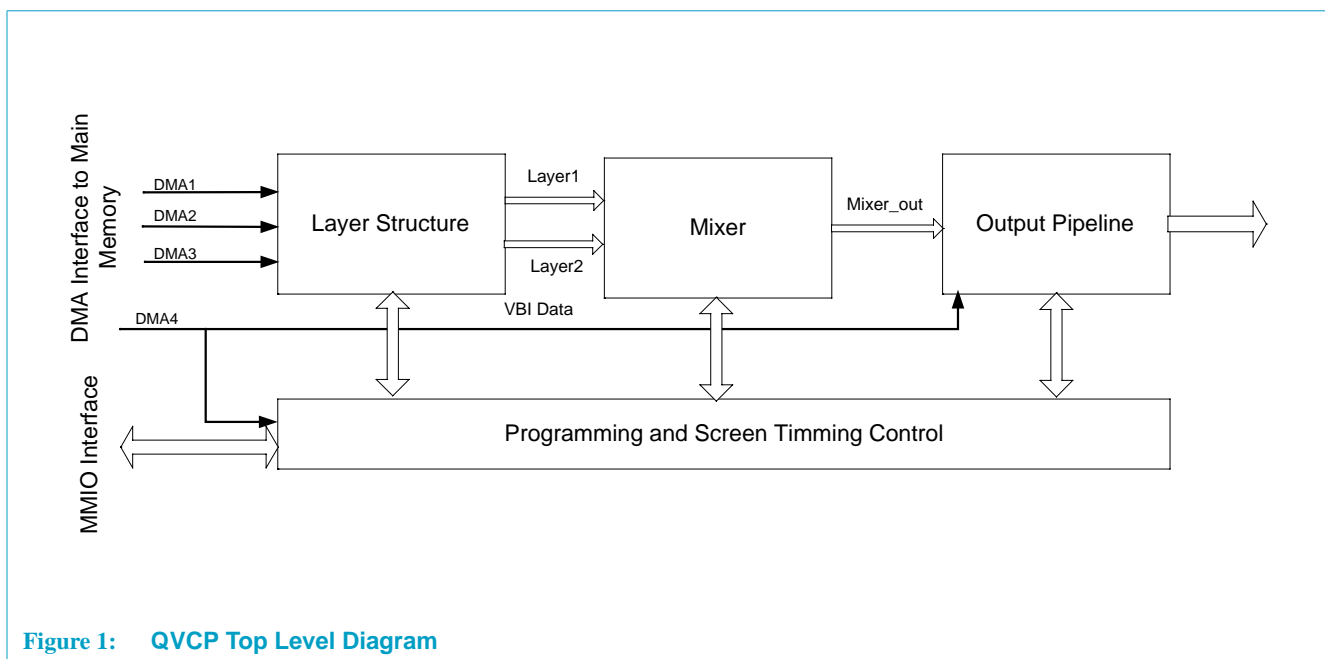 DMA Interface to Main
Memory
DMA1
DMA2
DMA3
Layer Structure
Layer1
Layer2
Mixer
Mixer_out
Output Pipeline
DMA4
VBI Data
MMIO Interface
Programming and Screen Timming Control
Figure 1: QVCP Top Level Diagram